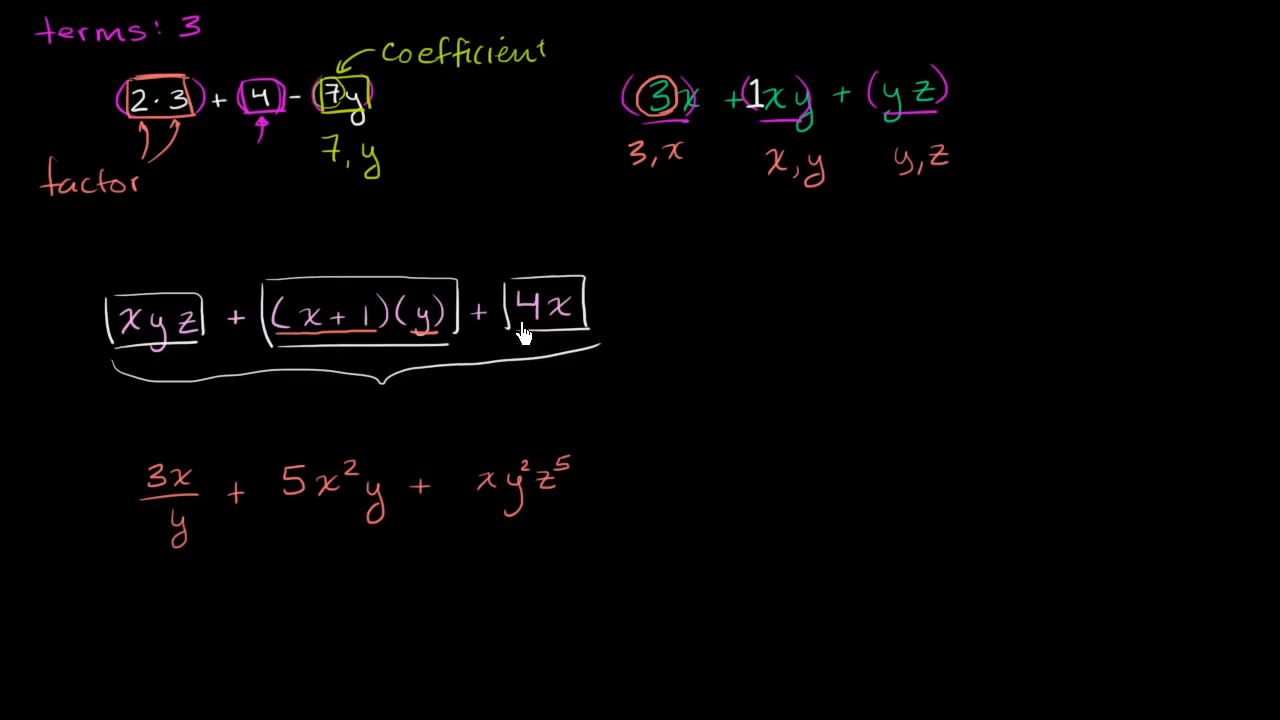 terms: 3
coefficient
(2·3) + (4) - (7y)
(3x) + (1xy) + (yz)
7, y
3, x
x, y
y, z
factor
xyz + (x+1)(y) + 4x
3x/y + 5x²y + xy²z⁵